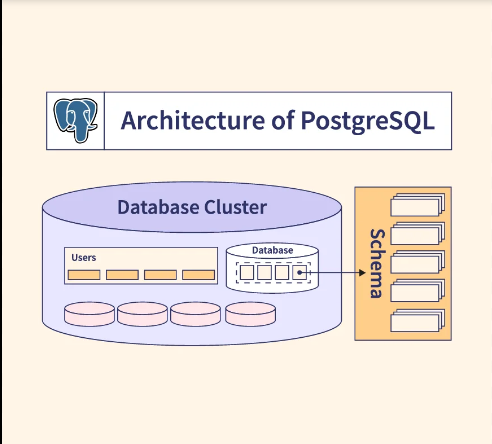 Architecture of PostgreSQL
Database Cluster
Users
Database
Schema